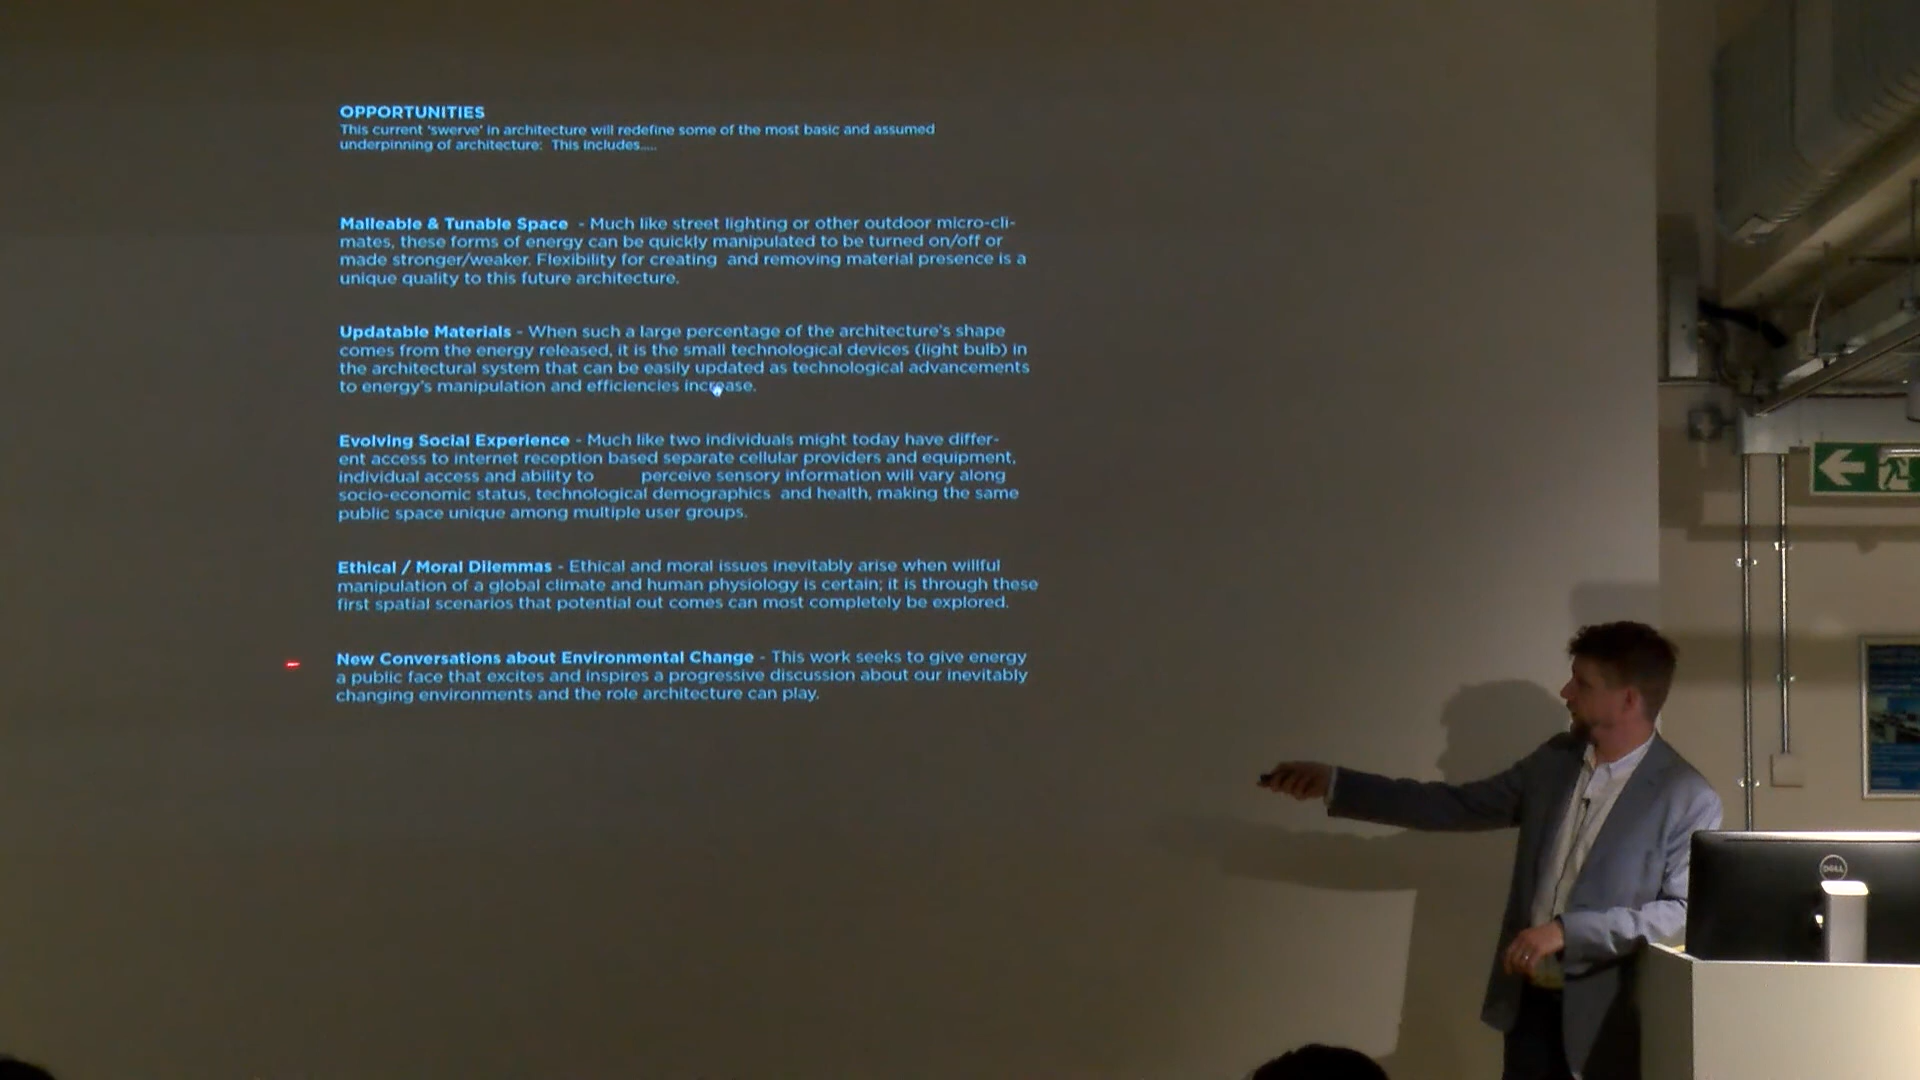 OPPORTUNITIES
This current 'swerve' in architecture will redefine some of the most basic and assumed
underpinning of architecture:  This includes.....
Malleable & Tunable Space  - Much like street lighting or other outdoor micro-cli-
mates, these forms of energy can be quickly manipulated to be turned on/off or
made stronger/weaker. Flexibility for creating  and removing material presence is a
unique quality to this future architecture.
Updatable Materials - When such a large percentage of the architecture's shape
comes from the energy released, it is the small technological devices (light bulb) in
the architectural system that can be easily updated as technological advancements
to energy's manipulation and efficiencies increase.
Evolving Social Experience - Much like two individuals might today have differ-
ent access to internet reception based separate cellular providers and equipment,
individual access and ability to       perceive sensory information will vary along
socio-economic status, technological demographics  and health, making the same
public space unique among multiple user groups.
Ethical / Moral Dilemmas - Ethical and moral issues inevitably arise when willful
manipulation of a global climate and human physiology is certain; it is through these
first spatial scenarios that potential out comes can most completely be explored.
New Conversations about Environmental Change - This work seeks to give energy
a public face that excites and inspires a progressive discussion about our inevitably
changing environments and the role architecture can play.
DELL